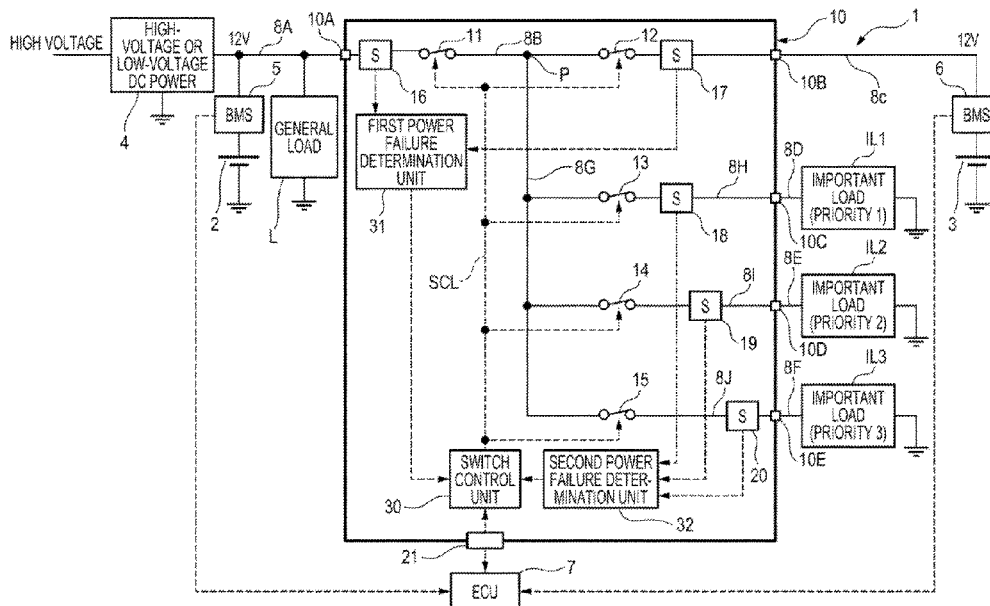 HIGH VOLTAGE
HIGH-
VOLTAGE OR
LOW-VOLTAGE
DC POWER
4
12V
8A
5
BMS
2
GENERAL
LOAD
L
10A
S
16
11
8B
P
12
S
17
10
1
10B
8c
12V
6
BMS
3
FIRST POWER
FAILURE
DETERMINATION
UNIT
31
8G
13
S
18
8H
8D
10C
IL1
IMPORTANT
LOAD
(PRIORITY 1)
SCL
14
S
19
8I
8E
10D
IL2
IMPORTANT
LOAD
(PRIORITY 2)
15
8J
S
20
8F
10E
IL3
IMPORTANT
LOAD
(PRIORITY 3)
SWITCH
CONTROL
UNIT
30
SECOND POWER
FAILURE DETER-
MINATION UNIT
32
21
7
ECU